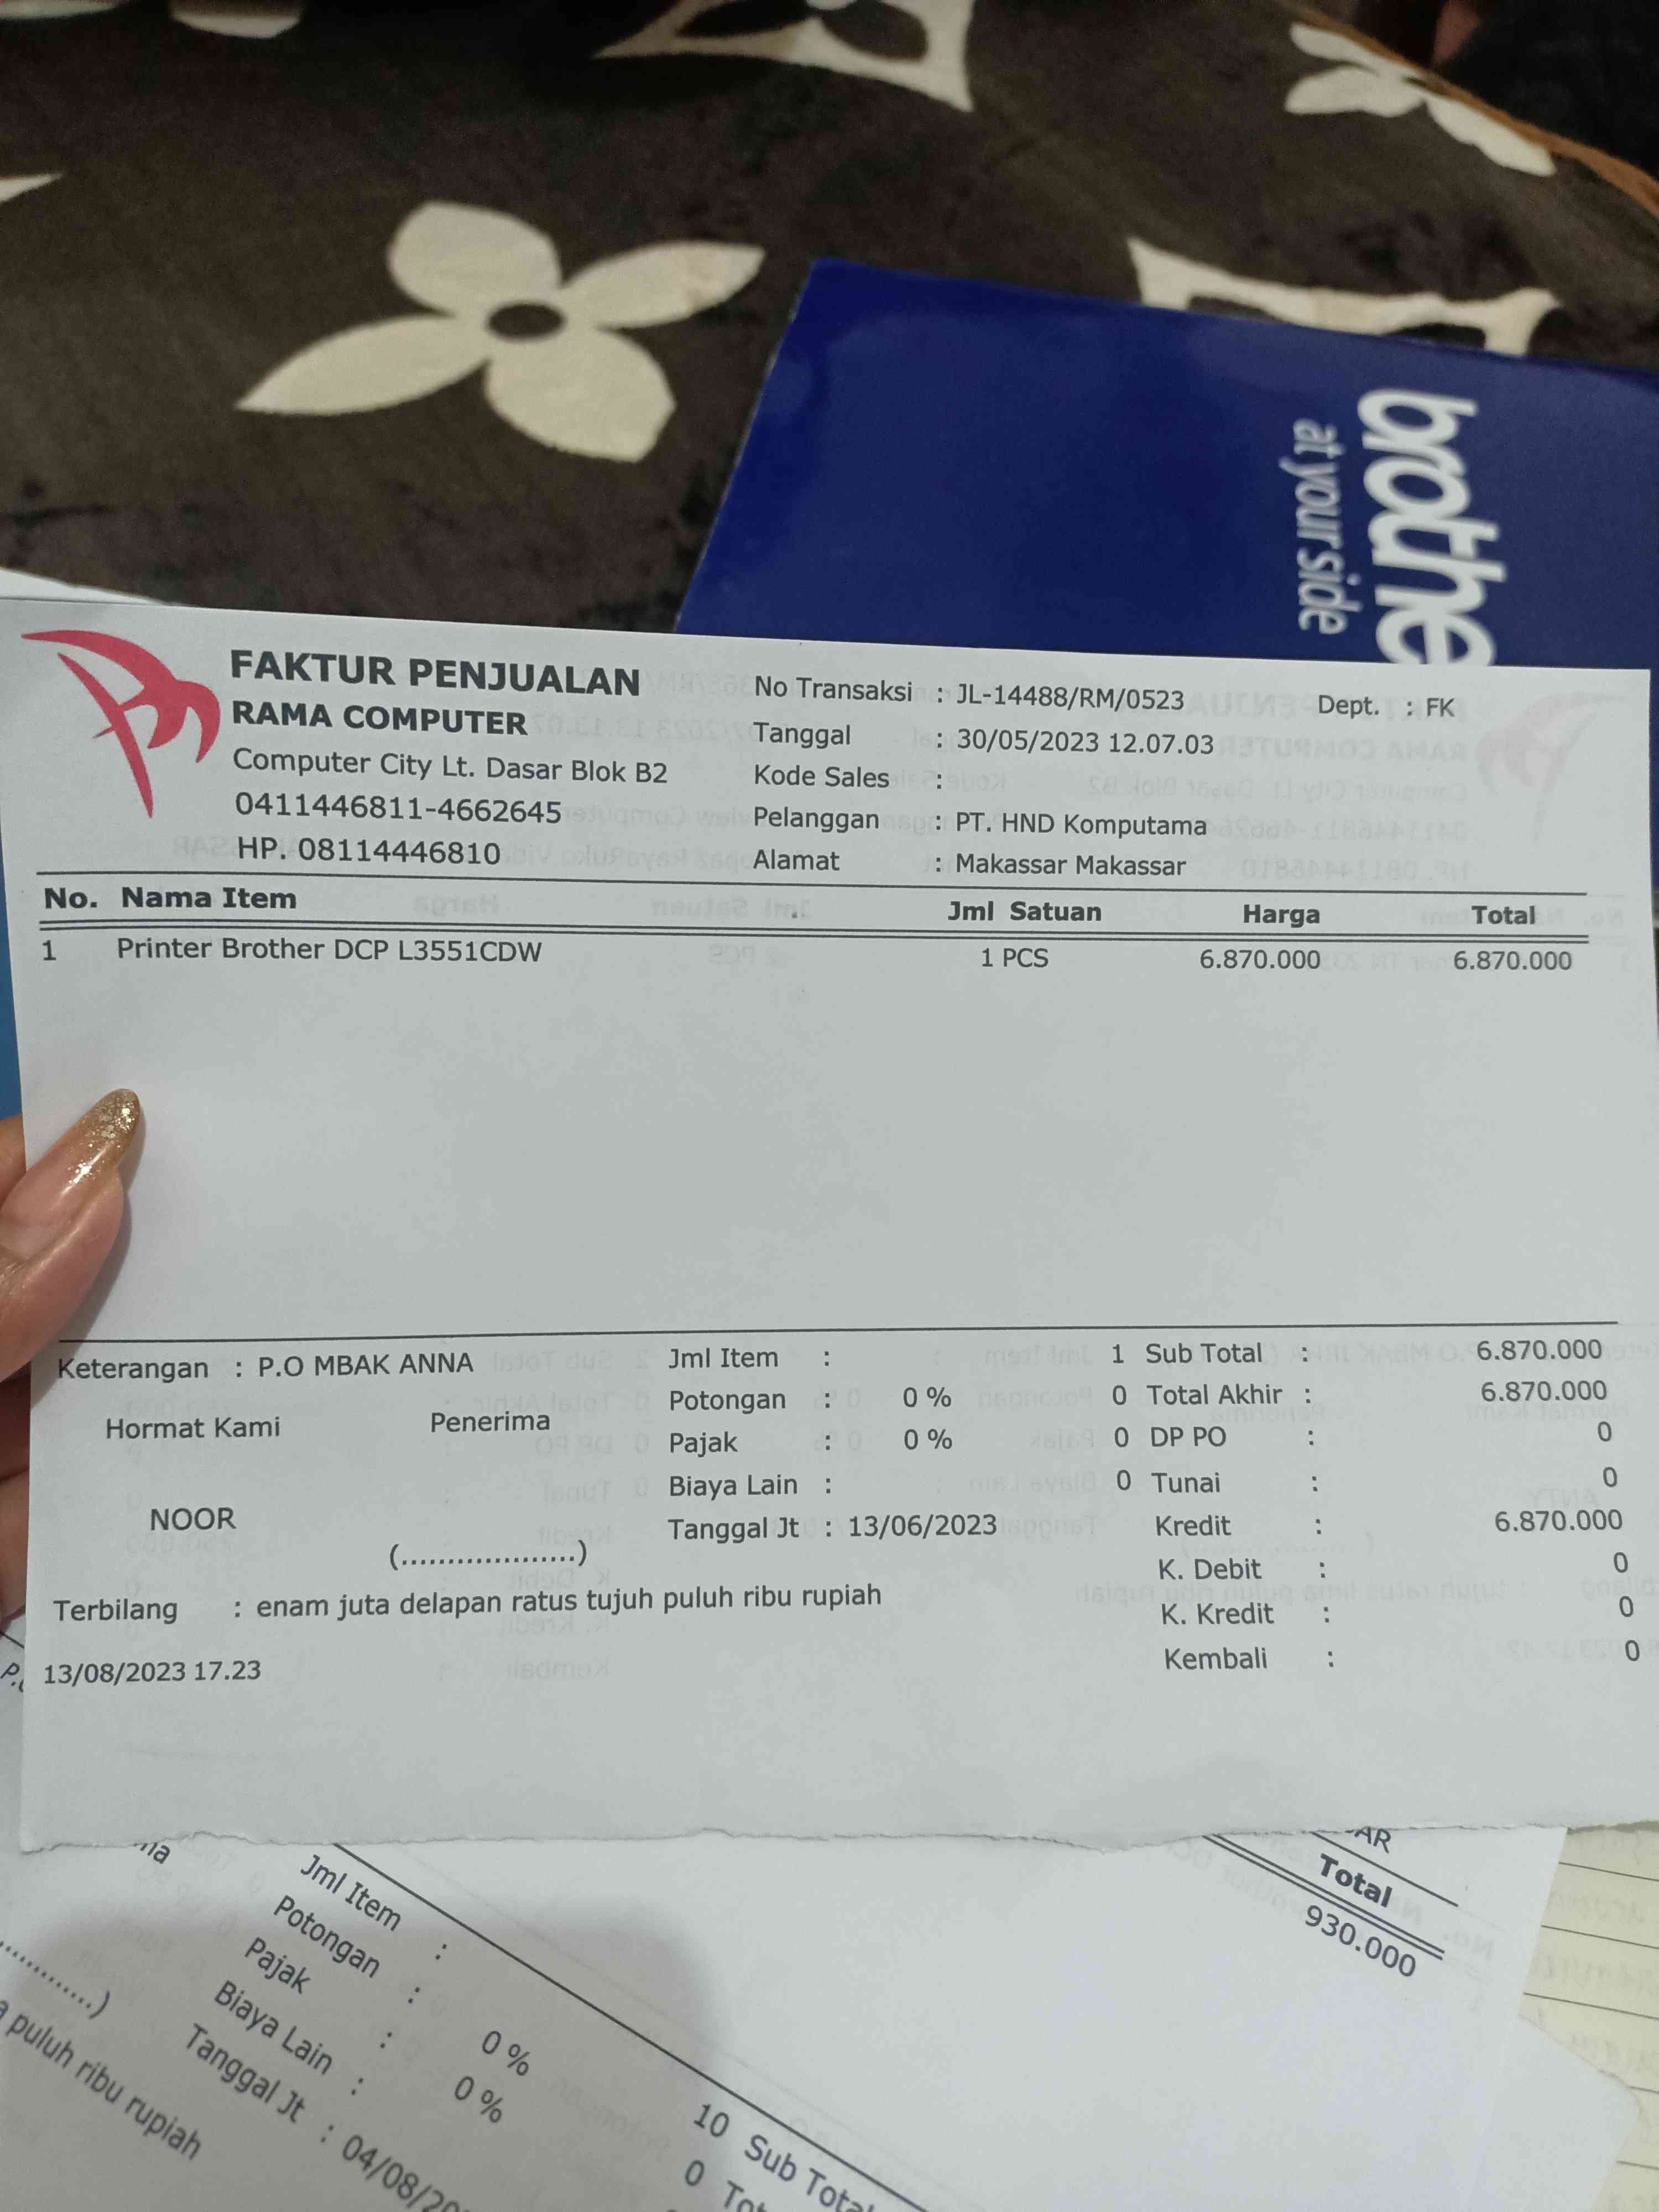 brothe
at your side
FAKTUR PENJUALAN
RAMA COMPUTER
Computer City Lt. Dasar Blok B2
0411446811-4662645
HP. 08114446810
No Transaksi : JL-14488/RM/0523
Dept. : FK
Tanggal : 30/05/2023 12.07.03
Kode Sales :
Pelanggan : PT. HND Komputama
Alamat : Makassar Makassar
No. Nama Item Jml Satuan Harga Total
1 Printer Brother DCP L3551CDW 1 PCS 6.870.000 6.870.000
Keterangan : P.O MBAK ANNA
Hormat Kami Penerima
NOOR
(....................)
Jml Item : 1
Potongan : 0 % 0
Pajak : 0 % 0
Biaya Lain : 0
Tanggal Jt : 13/06/2023
Sub Total : 6.870.000
Total Akhir : 6.870.000
DP PO : 0
Tunai : 0
Kredit : 6.870.000
K. Debit : 0
K. Kredit : 0
Kembali : 0
Terbilang : enam juta delapan ratus tujuh puluh ribu rupiah
13/08/2023 17.23
AR
Total
930.000
Jml Item : 10
Potongan : 0 % 0
Pajak : 0 %
Biaya Lain :
Tanggal Jt : 04/08/20
Sub Total
puluh ribu rupiah